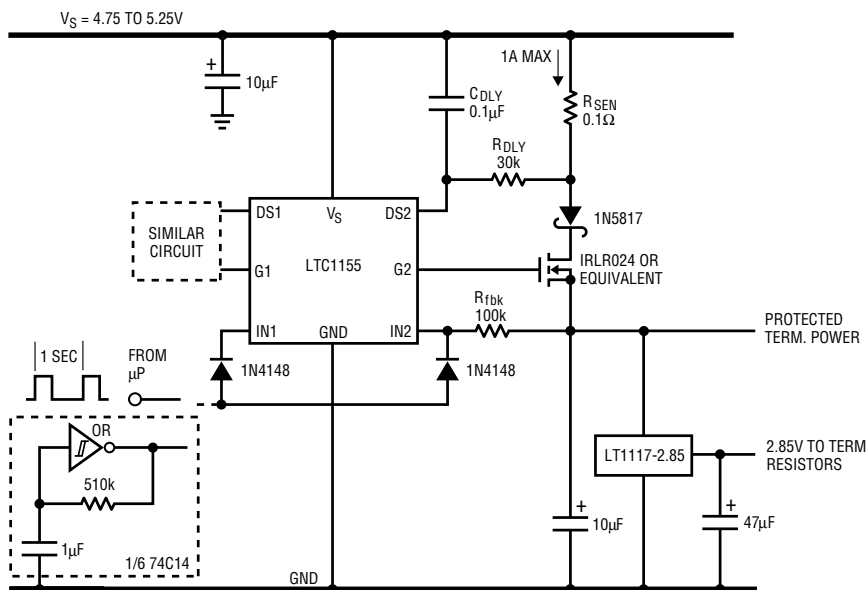 V_S = 4.75 TO 5.25V
+
10µF
1A MAX
C_DLY
0.1µF
R_SEN
0.1Ω
R_DLY
30k
DS1
V_S
DS2
1N5817
SIMILAR
CIRCUIT
LTC1155
G1
G2
IRLR024 OR
EQUIVALENT
R_fbk
100k
IN1
GND
IN2
PROTECTED
TERM. POWER
1 SEC
FROM
µP
1N4148
1N4148
OR
510k
LT1117-2.85
2.85V TO TERM
RESISTORS
+
10µF
+
47µF
1µF
1/6 74C14
GND